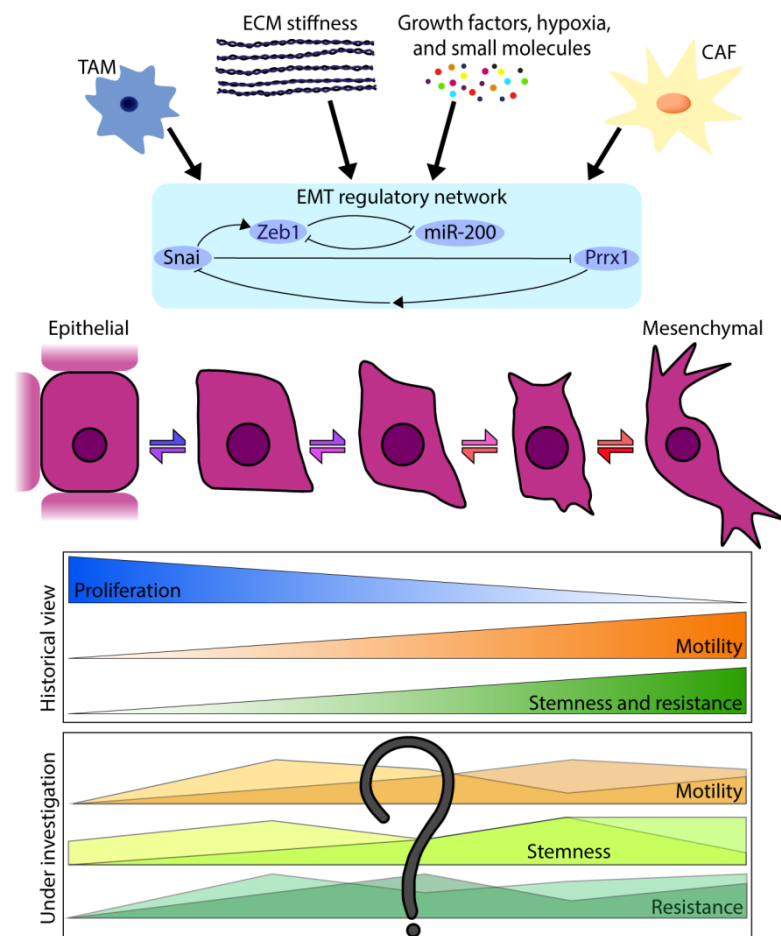 ECM stiffness
Growth factors, hypoxia,
and small molecules
TAM
CAF
EMT regulatory network
Zeb1
miR-200
Snai
Prrx1
Epithelial
Mesenchymal
Historical view
Proliferation
Motility
Stemness and resistance
Under investigation
?
Motility
Stemness
Resistance